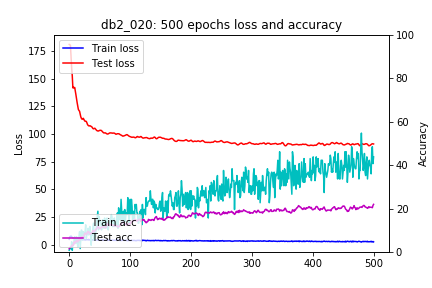 db2_020: 500 epochs loss and accuracy
Train loss
Test loss
Train acc
Test acc
Loss
Accuracy
175
150
125
100
75
50
25
0
100
80
60
40
20
0
0
100
200
300
400
500